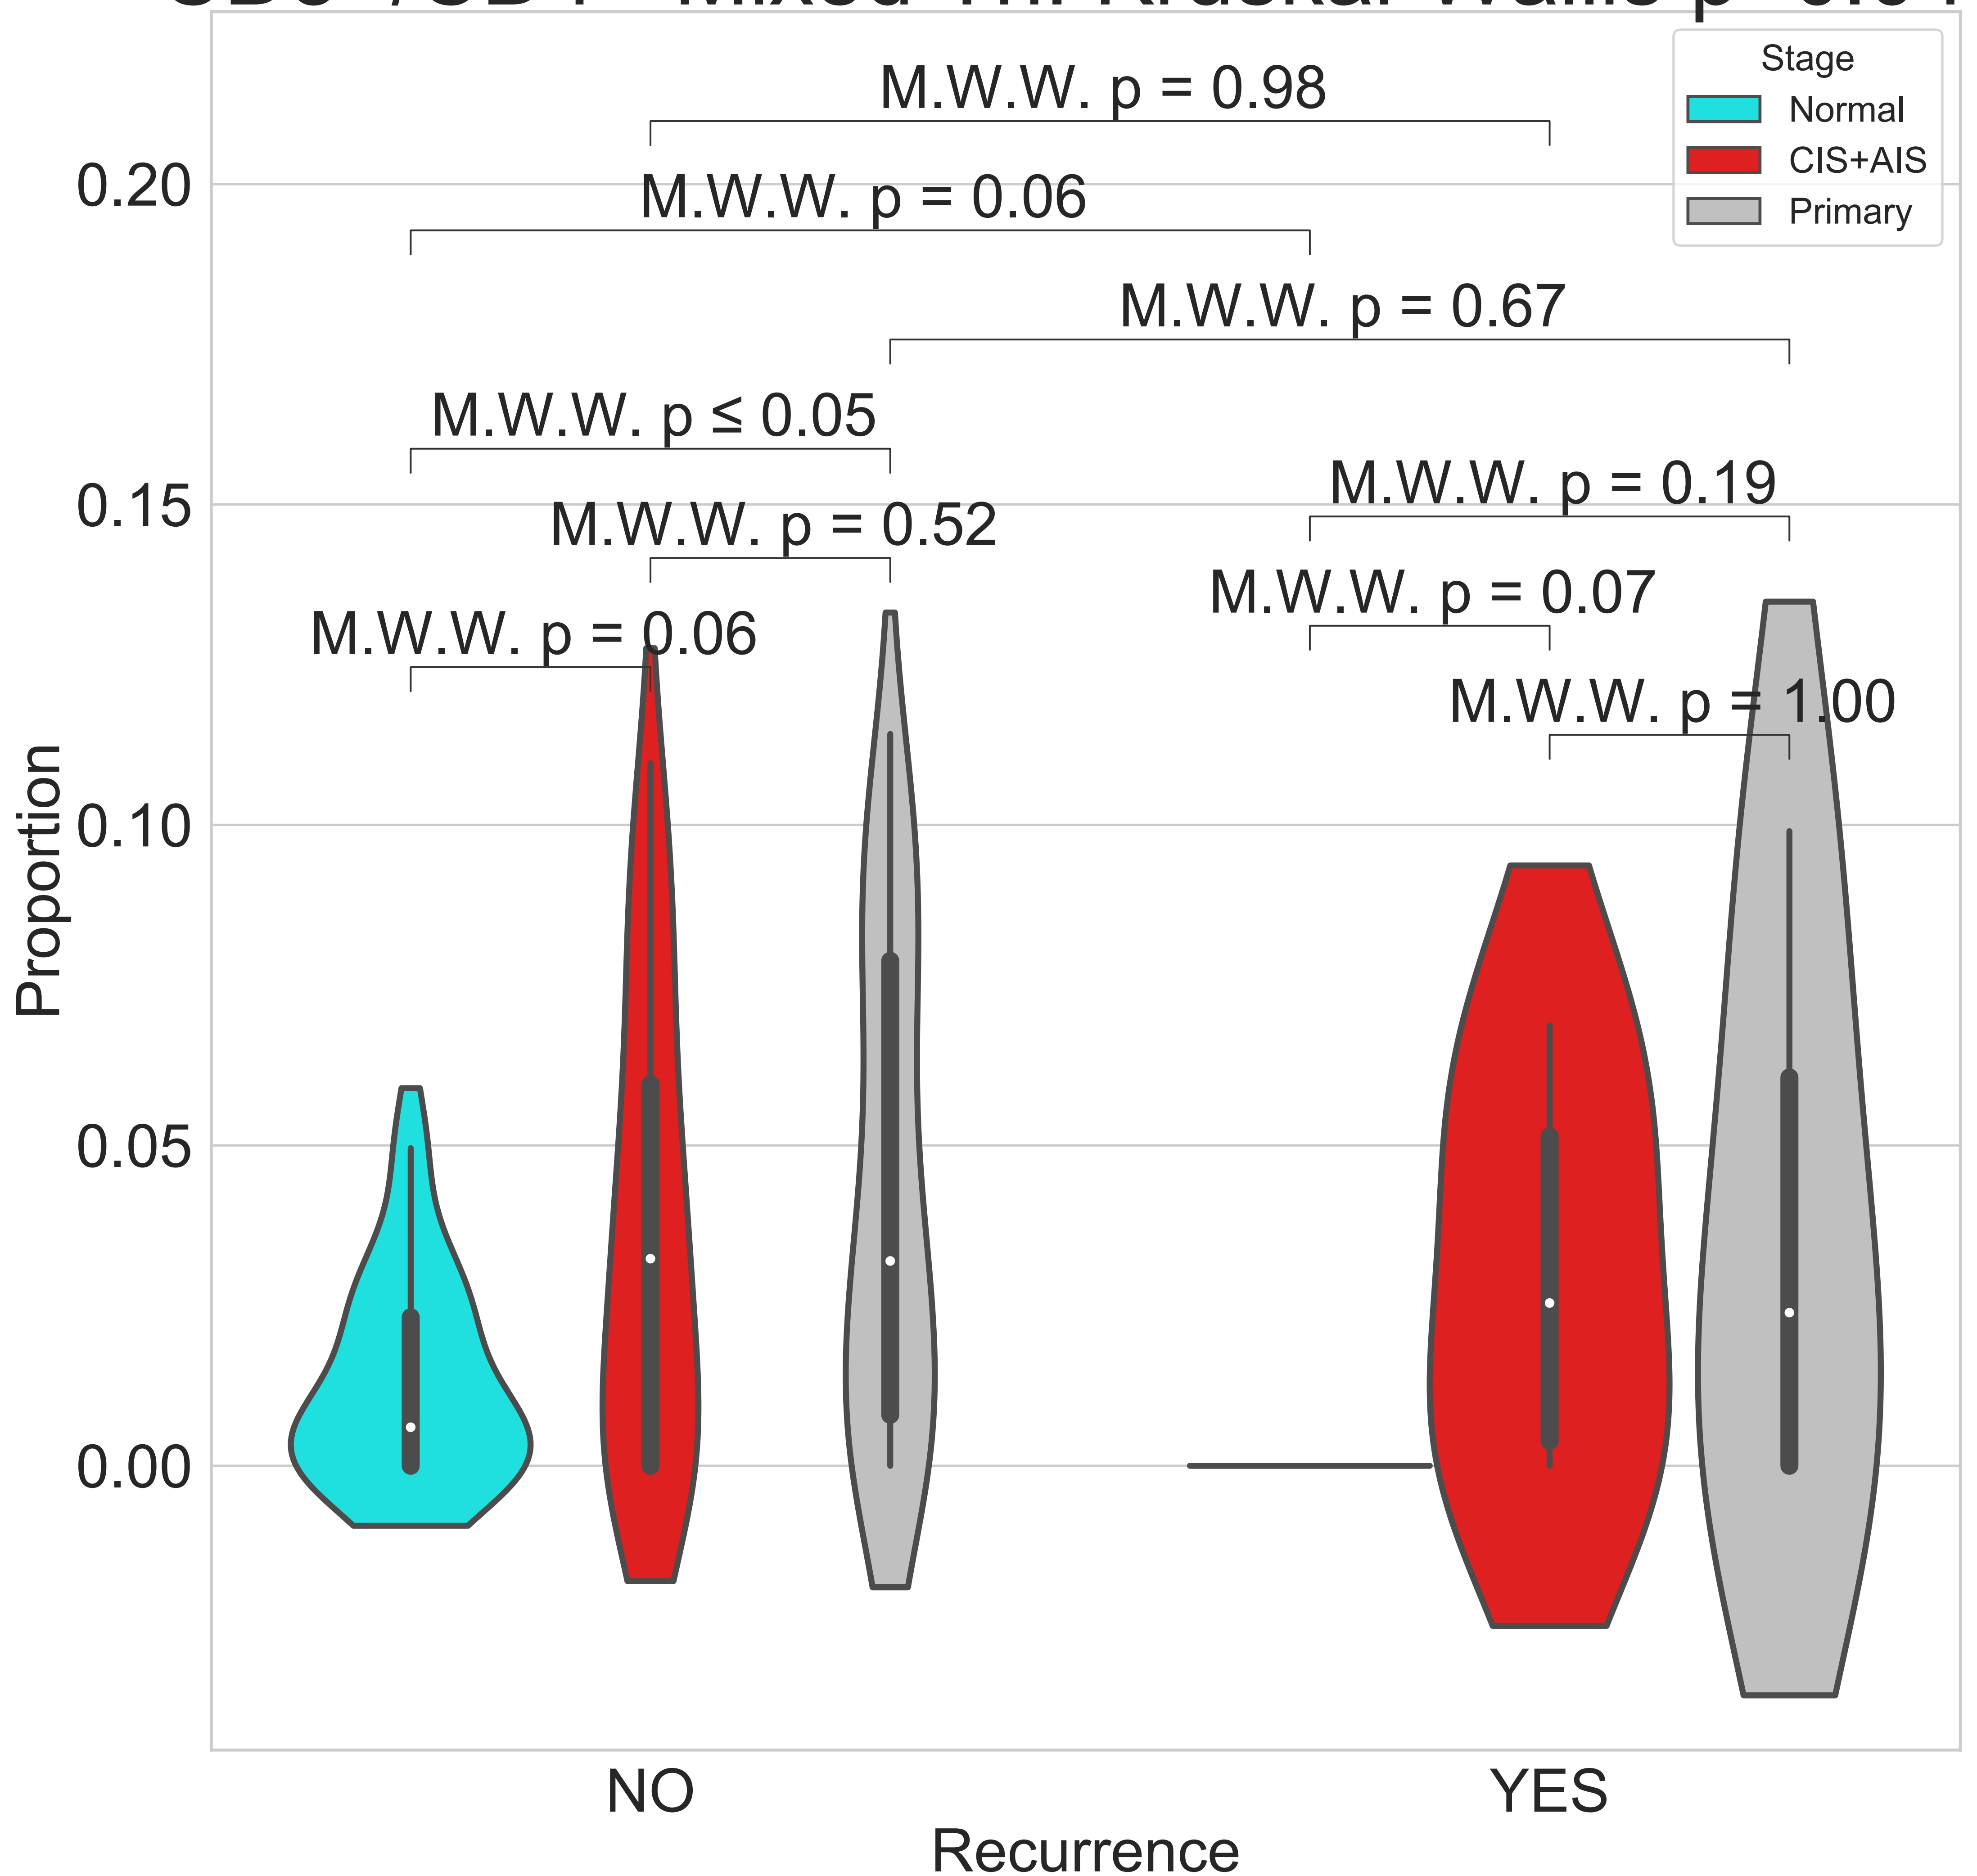 Stage
Normal
CIS+AIS
Primary
M.W.W. p = 0.98
M.W.W. p = 0.06
M.W.W. p = 0.67
M.W.W. p ≤ 0.05
M.W.W. p = 0.19
M.W.W. p = 0.52
M.W.W. p = 0.07
M.W.W. p = 0.06
M.W.W. p = 1.00
0.20
0.15
0.10
0.05
0.00
Proportion
NO
YES
Recurrence